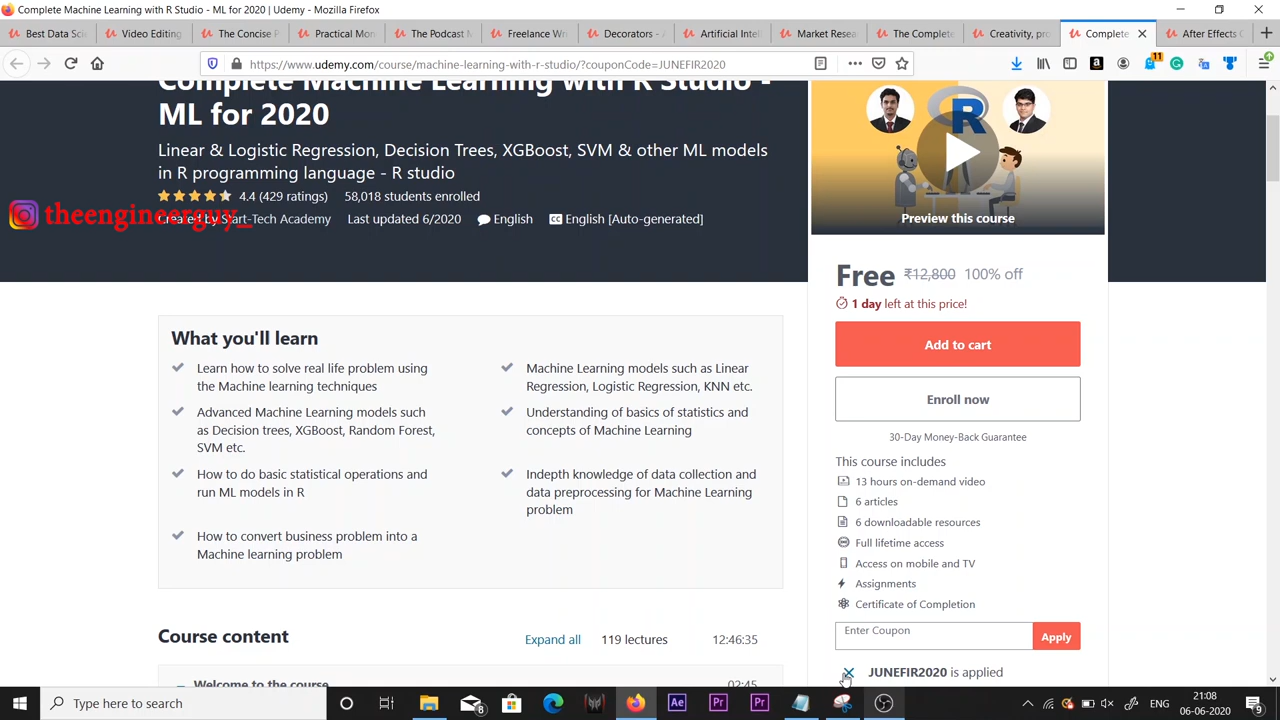 Complete Machine Learning with R Studio - ML for 2020 | Udemy - Mozilla Firefox
Best Data Sci
Video Editing
The Concise P
Practical Mon
The Podcast M
Freelance Wri
Decorators - A
Artificial Intell
Market Resea
The Complete
Creativity, pro
Complete
After Effects C
https://www.udemy.com/course/machine-learning-with-r-studio/?couponCode=JUNEFIR2020
11
Complete Machine Learning with R Studio -
ML for 2020
Linear & Logistic Regression, Decision Trees, XGBoost, SVM & other ML models
in R programming language - R studio
4.4 (429 ratings) 58,018 students enrolled
theengineerguy_
Created by Start-Tech Academy Last updated 6/2020 English CC English [Auto-generated]
R
Preview this course
Free ₹12,800 100% off
1 day left at this price!
Add to cart
Enroll now
30-Day Money-Back Guarantee
This course includes
13 hours on-demand video
6 articles
6 downloadable resources
Full lifetime access
Access on mobile and TV
Assignments
Certificate of Completion
Enter Coupon
Apply
JUNEFIR2020 is applied
What you'll learn
Learn how to solve real life problem using
the Machine learning techniques
Advanced Machine Learning models such
as Decision trees, XGBoost, Random Forest,
SVM etc.
How to do basic statistical operations and
run ML models in R
How to convert business problem into a
Machine learning problem
Machine Learning models such as Linear
Regression, Logistic Regression, KNN etc.
Understanding of basics of statistics and
concepts of Machine Learning
Indepth knowledge of data collection and
data preprocessing for Machine Learning
problem
Course content
Expand all 119 lectures 12:46:35
Welcome to the course 02:45
Type here to search
8
Ae
Pr
Pr
ENG
21:08
06-06-2020
9